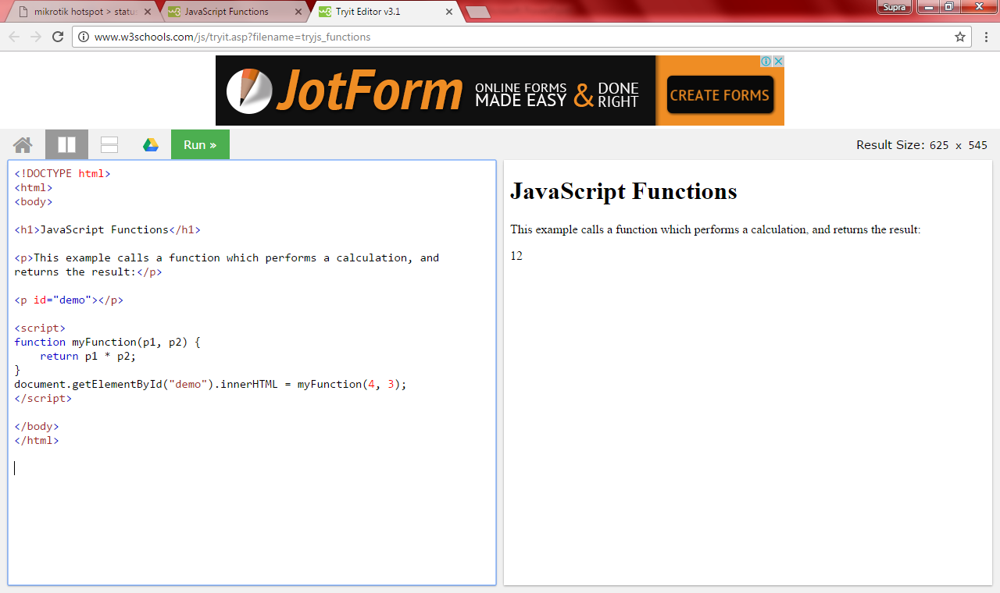 mikrotik hotspot > statu
JavaScript Functions
Tryit Editor v3.1
Supra
www.w3schools.com/js/tryit.asp?filename=tryjs_functions
JotForm
ONLINE FORMS
MADE EASY
&
DONE
RIGHT
CREATE FORMS
Run »
Result Size: 625 x 545
<!DOCTYPE html>
<html>
<body>
<h1>JavaScript Functions</h1>
<p>This example calls a function which performs a calculation, and
returns the result:</p>
<p id="demo"></p>
<script>
function myFunction(p1, p2) {
    return p1 * p2;
}
document.getElementById("demo").innerHTML = myFunction(4, 3);
</script>
</body>
</html>
JavaScript Functions
This example calls a function which performs a calculation, and returns the result:
12